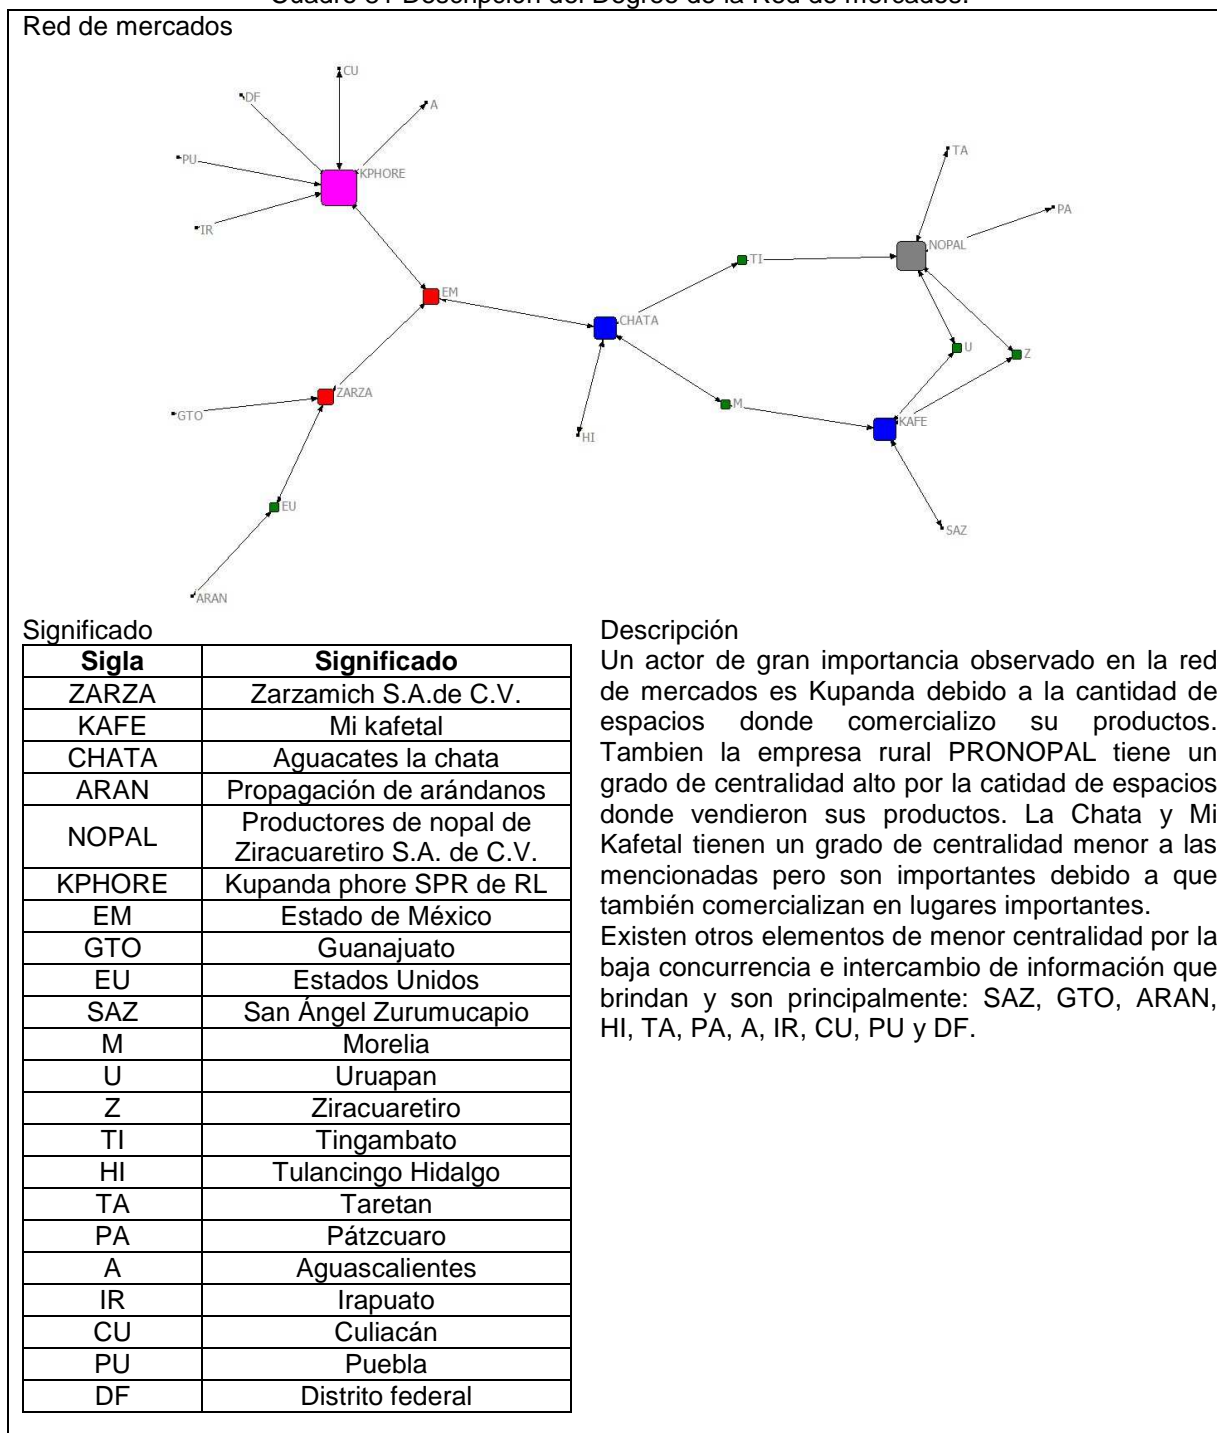 Cuadro 31 Descripción del Degree de la Red de mercados.
Red de mercados
CU
DF
A
PU
KPHORE
IR
TA
PA
NOPAL
TI
EM
CHATA
U
Z
ZARZA
M
GTO
KAFE
HI
EU
SAZ
ARAN
Significado
Sigla Significado
ZARZA Zarzamich S.A.de C.V.
KAFE Mi kafetal
CHATA Aguacates la chata
ARAN Propagación de arándanos
NOPAL Productores de nopal de
Ziracuaretiro S.A. de C.V.
KPHORE Kupanda phore SPR de RL
EM Estado de México
GTO Guanajuato
EU Estados Unidos
SAZ San Ángel Zurumucapio
M Morelia
U Uruapan
Z Ziracuaretiro
TI Tingambato
HI Tulancingo Hidalgo
TA Taretan
PA Pátzcuaro
A Aguascalientes
IR Irapuato
CU Culiacán
PU Puebla
DF Distrito federal
Descripción
Un actor de gran importancia observado en la red
de mercados es Kupanda debido a la cantidad de
espacios donde comercializo su productos.
Tambien la empresa rural PRONOPAL tiene un
grado de centralidad alto por la catidad de espacios
donde vendieron sus productos. La Chata y Mi
Kafetal tienen un grado de centralidad menor a las
mencionadas pero son importantes debido a que
también comercializan en lugares importantes.
Existen otros elementos de menor centralidad por la
baja concurrencia e intercambio de información que
brindan y son principalmente: SAZ, GTO, ARAN,
HI, TA, PA, A, IR, CU, PU y DF.